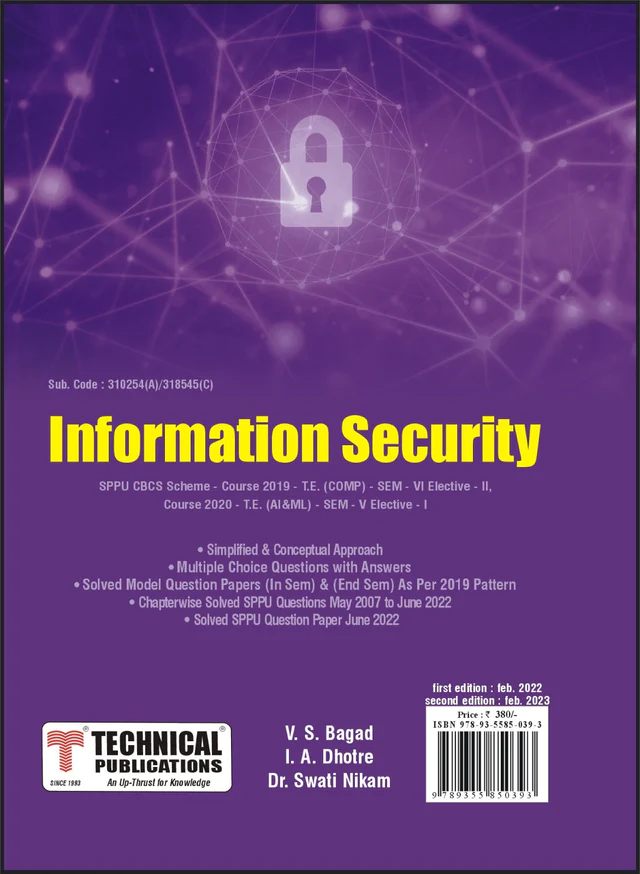 Sub. Code : 310254(A)/318545(C)
Information Security
SPPU CBCS Scheme - Course 2019 - T.E. (COMP) - SEM - VI Elective - II,
Course 2020 - T.E. (AI&ML) - SEM - V Elective - I
• Simplified & Conceptual Approach
• Multiple Choice Questions with Answers
• Solved Model Question Papers (In Sem) & (End Sem) As Per 2019 Pattern
• Chapterwise Solved SPPU Questions May 2007 to June 2022
• Solved SPPU Question Paper June 2022
first edition : feb. 2022
second edition : feb. 2023
Price : ₹ 380/-
ISBN 978-93-5585-039-3
9 789355 850393
V. S. Bagad
I. A. Dhotre
Dr. Swati Nikam
® TECHNICAL ®
PUBLICATIONS
SINCE 1993 An Up-Thrust for Knowledge